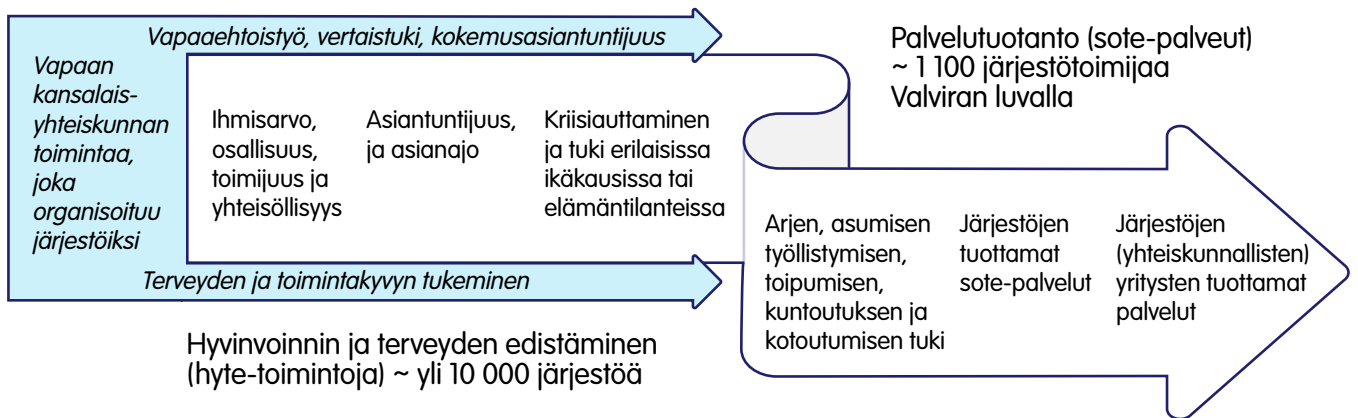 Vapaaehtoistyö, vertaistuki, kokemusasiantuntijuus
Vapaan
kansalais-
yhteiskunnan
toimintaa,
joka
organisoituu
järjestöiksi
Ihmisarvo,
osallisuus,
toimijuus ja
yhteisöllisyys
Asiantuntijuus,
ja asianajo
Kriisiauttaminen
ja tuki erilaisissa
ikäkausissa tai
elämäntilanteissa
Terveyden ja toimintakyvyn tukeminen
Hyvinvoinnin ja terveyden edistäminen
(hyte-toimintoja) ~ yli 10 000 järjestöä
Palvelutuotanto (sote-palveut)
~ 1 100 järjestötoimijaa
Valviran luvalla
Arjen, asumisen
työllistymisen,
toipumisen,
kuntoutuksen ja
kotoutumisen tuki
Järjestöjen
tuottamat
sote-palvelut
Järjestöjen
(yhteiskunnallisten)
yritysten tuottamat
palvelut